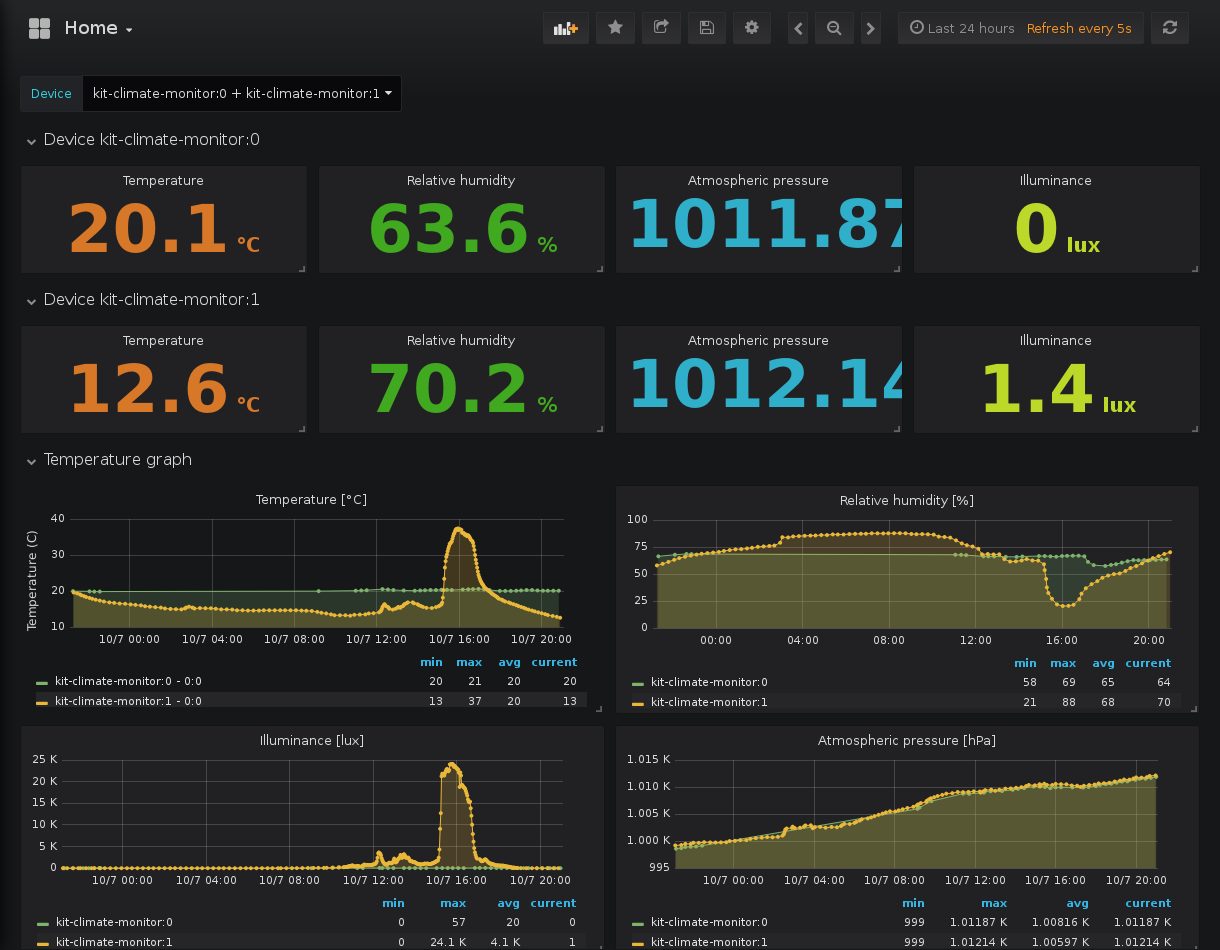 Home
Last 24 hours Refresh every 5s
Device kit-climate-monitor:0 + kit-climate-monitor:1
Device kit-climate-monitor:0
Temperature Relative humidity Atmospheric pressure Illuminance
20.1 °C 63.6 % 1011.87 0 lux
Device kit-climate-monitor:1
Temperature Relative humidity Atmospheric pressure Illuminance
12.6 °C 70.2 % 1012.14 1.4 lux
Temperature graph
Temperature [°C]
Temperature (C)
40
30
20
10
10/7 00:00 10/7 04:00 10/7 08:00 10/7 12:00 10/7 16:00 10/7 20:00
min max avg current
kit-climate-monitor:0 - 0:0 20 21 20 20
kit-climate-monitor:1 - 0:0 13 37 20 13
Relative humidity [%]
100
75
50
25
0
00:00 04:00 08:00 12:00 16:00 20:00
min max avg current
kit-climate-monitor:0 58 69 65 64
kit-climate-monitor:1 21 88 68 70
Illuminance [lux]
25 K
20 K
15 K
10 K
5 K
0
10/7 00:00 10/7 04:00 10/7 08:00 10/7 12:00 10/7 16:00 10/7 20:00
min max avg current
kit-climate-monitor:0 0 57 20 0
kit-climate-monitor:1 0 24.1 K 4.1 K 1
Atmospheric pressure [hPa]
1.015 K
1.010 K
1.005 K
1.000 K
995
10/7 00:00 10/7 04:00 10/7 08:00 10/7 12:00 10/7 16:00 10/7 20:00
min max avg current
kit-climate-monitor:0 999 1.01187 K 1.00816 K 1.01187 K
kit-climate-monitor:1 999 1.01214 K 1.00597 K 1.01214 K